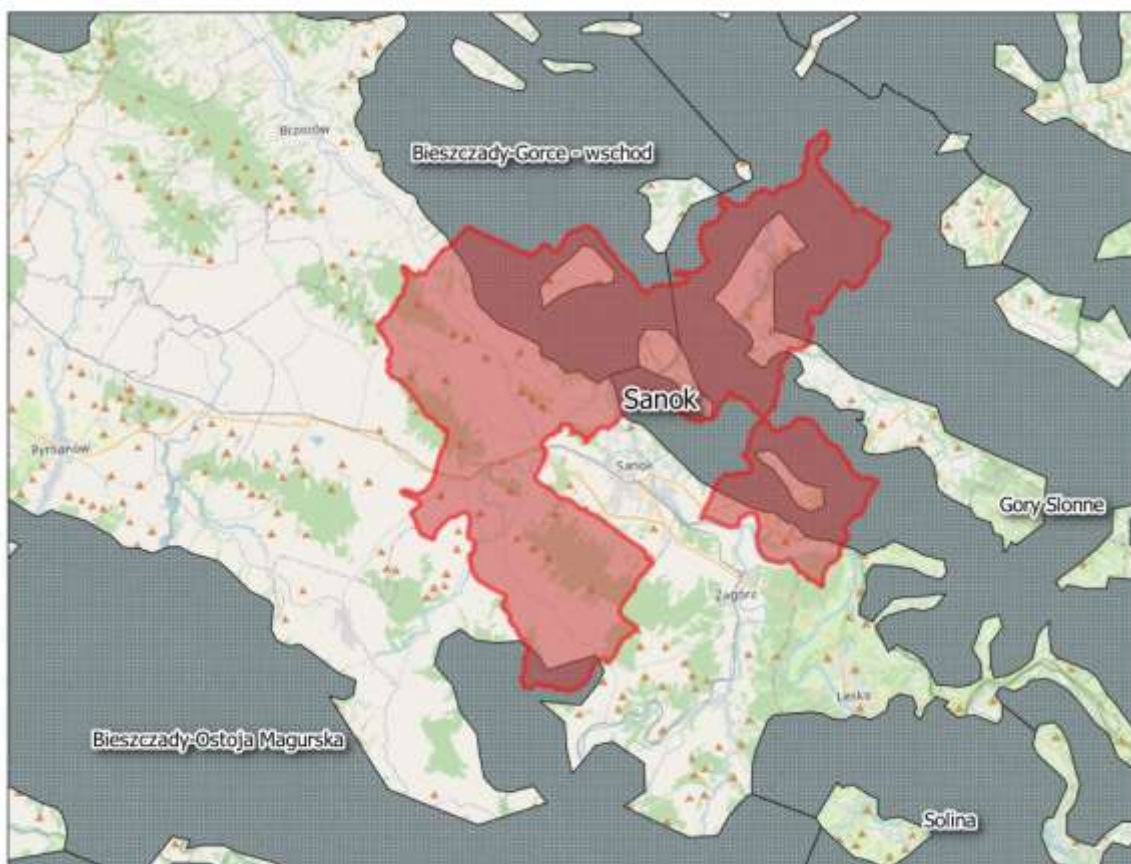 Brzozów
Bieszczady-Gorce - wschod
Sanok
Rymanów
Sanok
Gory Slonne
Zagórz
Lesko
Bieszczady-Ostoja Magurska
Solina